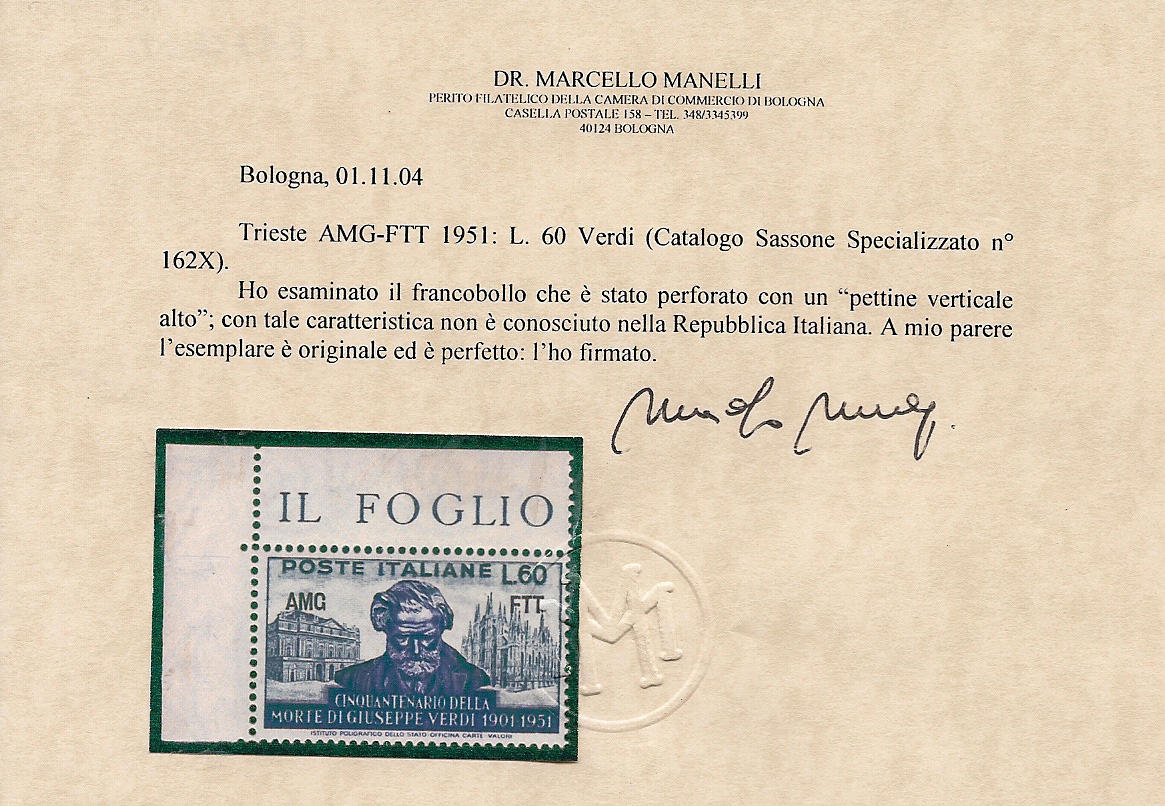 DR. MARCELLO MANELLI
PERITO FILATELICO DELLA CAMERA DI COMMERCIO DI BOLOGNA
CASELLA POSTALE 158 – TEL. 348/3345399
40124 BOLOGNA
Bologna, 01.11.04
Trieste AMG-FTT 1951: L. 60 Verdi (Catalogo Sassone Specializzato n°
162X).
Ho esaminato il francobollo che è stato perforato con un “pettine verticale
alto”; con tale caratteristica non è conosciuto nella Repubblica Italiana. A mio parere
l’esemplare è originale ed è perfetto: l’ho firmato.
IL FOGLIO
POSTE ITALIANE L.60
AMG FTT
CINQUANTENARIO DELLA
MORTE DI GIUSEPPE VERDI 1901-1951
ISTITUTO POLIGRAFICO DELLO STATO OFFICINA CARTE VALORI